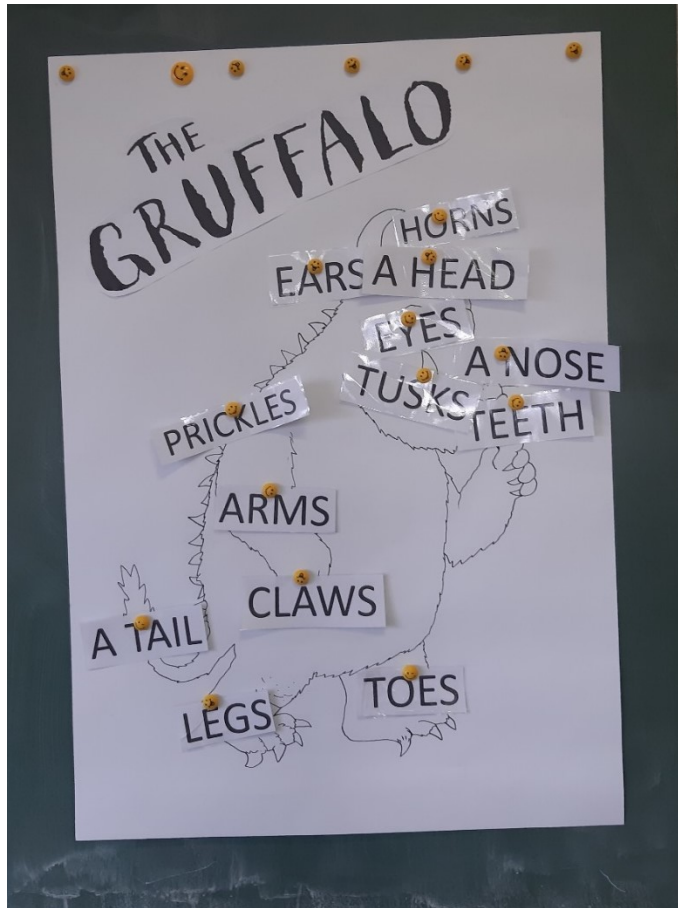 THE
GRUFFALO
HORNS
EARS
A HEAD
EYES
A NOSE
TUSKS
TEETH
PRICKLES
ARMS
CLAWS
A TAIL
TOES
LEGS